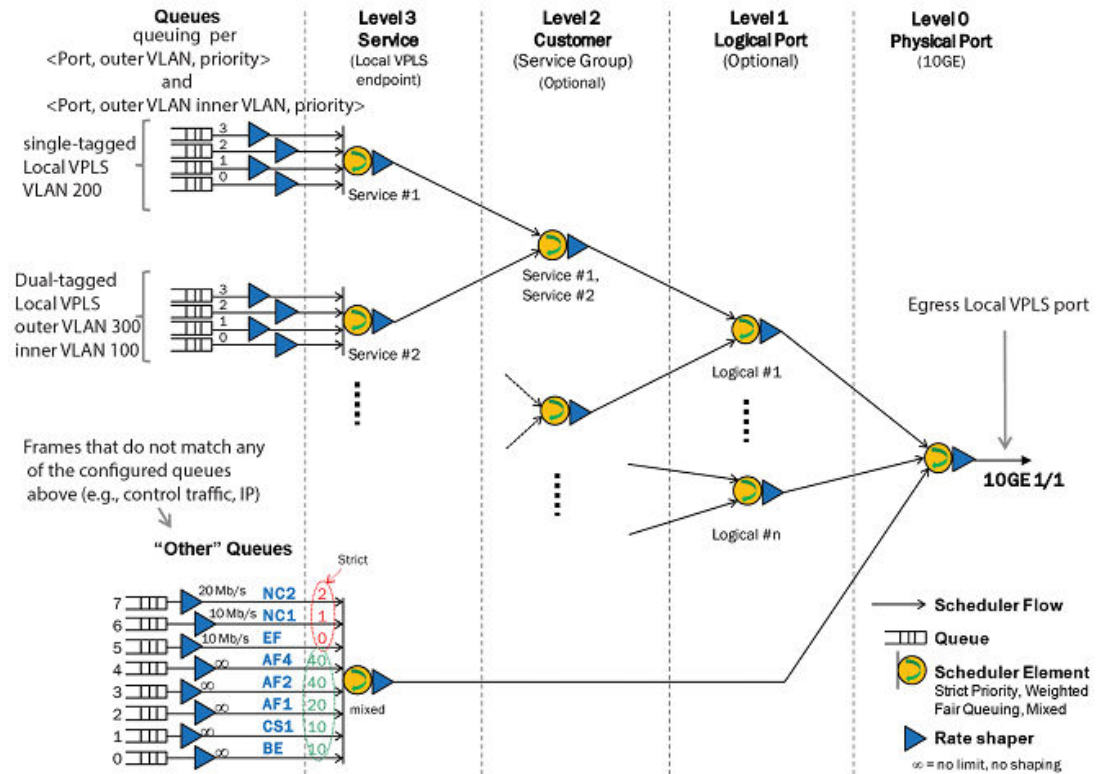 Queues
queuing per
<Port, outer VLAN, priority>
and
<Port, outer VLAN inner VLAN, priority>
Level 3
Service
(Local VPLS
endpoint)
Level 2
Customer
(Service Group)
(Optional)
Level 1
Logical Port
(Optional)
Level 0
Physical Port
(10GE)
single-tagged
Local VPLS
VLAN 200
3
2
1
0
Service #1
Service #1,
Service #2
Dual-tagged
Local VPLS
outer VLAN 300
inner VLAN 100
3
2
1
0
Service #2
Logical #1
Egress Local VPLS port
10GE 1/1
Logical #n
Frames that do not match any
of the configured queues
above (e.g., control traffic, IP)
"Other" Queues
Strict
7 20 Mb/s NC2 2
6 10 Mb/s NC1 1
5 10 Mb/s EF 0
4 ∞ AF4 40
3 ∞ AF2 40
2 ∞ AF1 20
1 ∞ CS1 10
0 ∞ BE 10
mixed
Scheduler Flow
Queue
Scheduler Element
Strict Priority, Weighted
Fair Queuing, Mixed
Rate shaper
∞ = no limit, no shaping